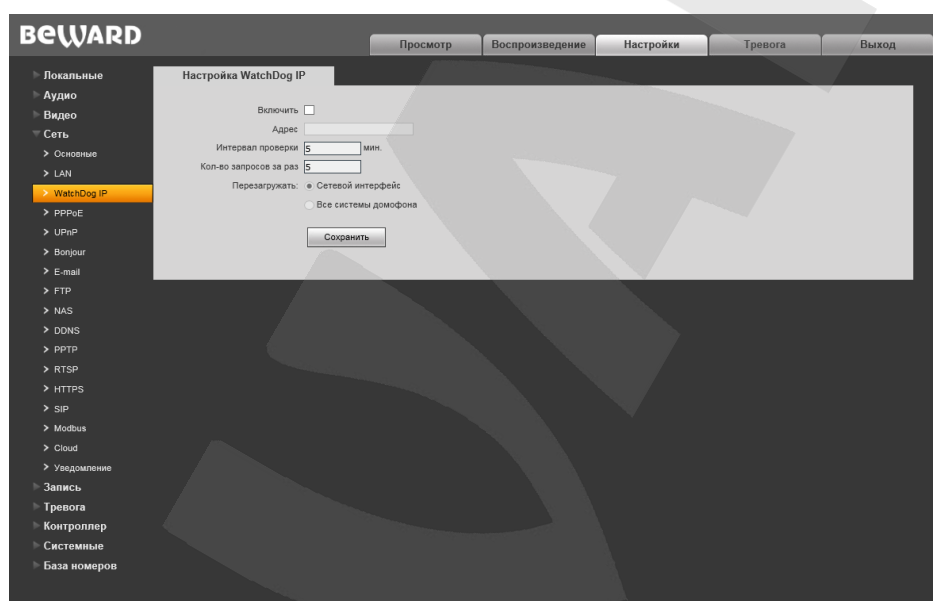 BEWARD
Просмотр Воспроизведение Настройки Тревога Выход
Локальные
Аудио
Видео
Сеть
Основные
LAN
WatchDog IP
PPPoE
UPnP
Bonjour
E-mail
FTP
NAS
DDNS
PPTP
RTSP
HTTPS
SIP
Modbus
Cloud
Уведомление
Запись
Тревога
Контроллер
Системные
База номеров
Настройка WatchDog IP
Включить
Адрес
Интервал проверки 5 мин.
Кол-во запросов за раз 5
Перезагружать: Сетевой интерфейс
Все системы домофона
Сохранить